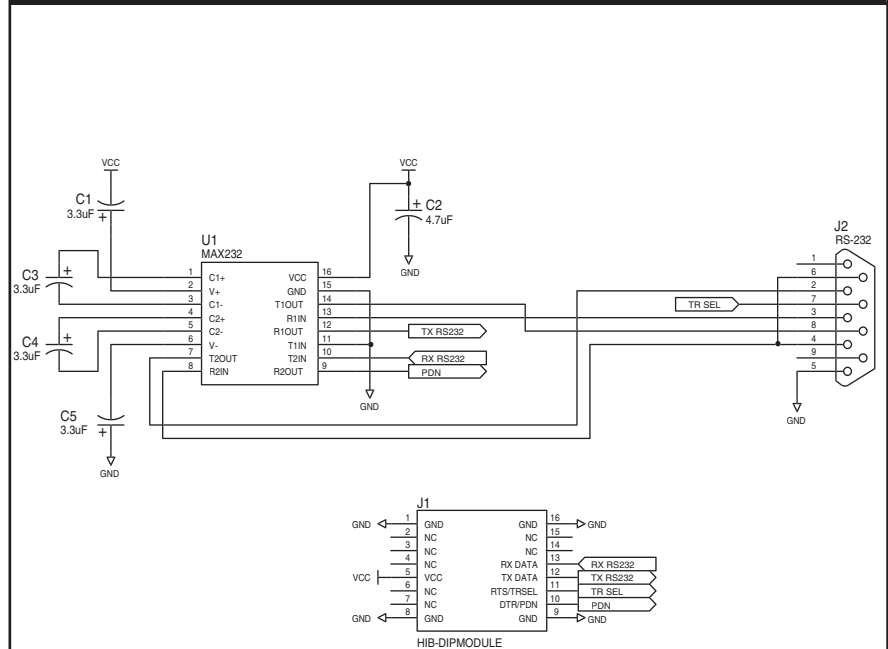 VCC
VCC
C1
3.3uF
+
+
C2
4.7uF
GND
U1
MAX232
C3
3.3uF
+
C4
3.3uF
+
C5
3.3uF
+
GND
1 C1+ VCC 16
2 V+ GND 15
3 C1- T1OUT 14
4 C2+ R1IN 13
5 C2- R1OUT 12 TX RS232
6 V- T1IN 11
7 T2OUT T2IN 10 RX RS232
8 R2IN R2OUT 9 PDN
GND
J2
RS-232
1
6
2
TR SEL 7
3
8
4
9
5
GND
J1
GND 1 GND GND 16 GND
2 NC NC 15
3 NC NC 14
4 NC RX DATA 13 RX RS232
VCC 5 VCC TX DATA 12 TX RS232
6 NC RTS/TRSEL 11 TR SEL
7 NC DTR/PDN 10 PDN
GND 8 GND GND 9 GND
HIB-DIPMODULE